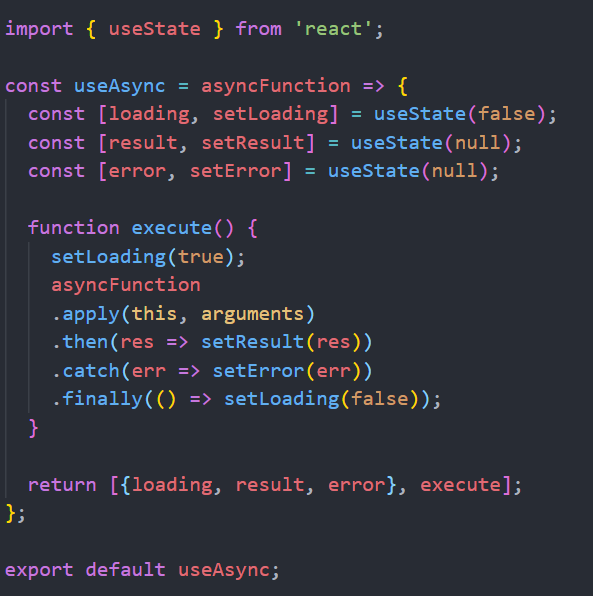 import { useState } from 'react';
const useAsync = asyncFunction => {
const [loading, setLoading] = useState(false);
const [result, setResult] = useState(null);
const [error, setError] = useState(null);
function execute() {
setLoading(true);
asyncFunction
.apply(this, arguments)
.then(res => setResult(res))
.catch(err => setError(err))
.finally(() => setLoading(false));
}
return [{loading, result, error}, execute];
};
export default useAsync;